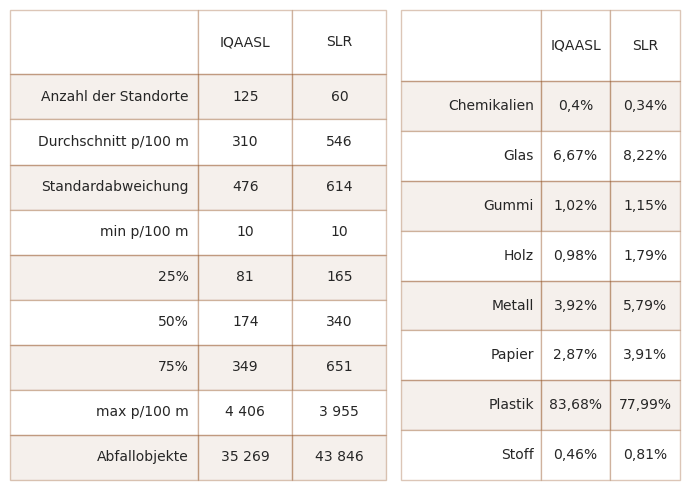 IQAASL SLR
Anzahl der Standorte 125 60
Durchschnitt p/100 m 310 546
Standardabweichung 476 614
min p/100 m 10 10
25% 81 165
50% 174 340
75% 349 651
max p/100 m 4 406 3 955
Abfallobjekte 35 269 43 846
IQAASL SLR
Chemikalien 0,4% 0,34%
Glas 6,67% 8,22%
Gummi 1,02% 1,15%
Holz 0,98% 1,79%
Metall 3,92% 5,79%
Papier 2,87% 3,91%
Plastik 83,68% 77,99%
Stoff 0,46% 0,81%